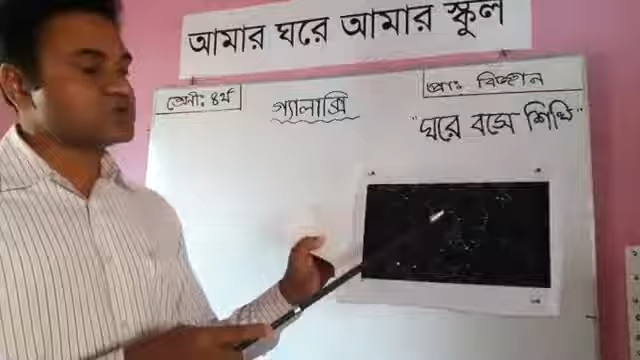 আমার ঘরে আমার স্কুল
শ্রেণী: ৪র্থ
গ্যালাক্সি
প্রাঃ বিজ্ঞান
"ঘরে বসে শিখি"